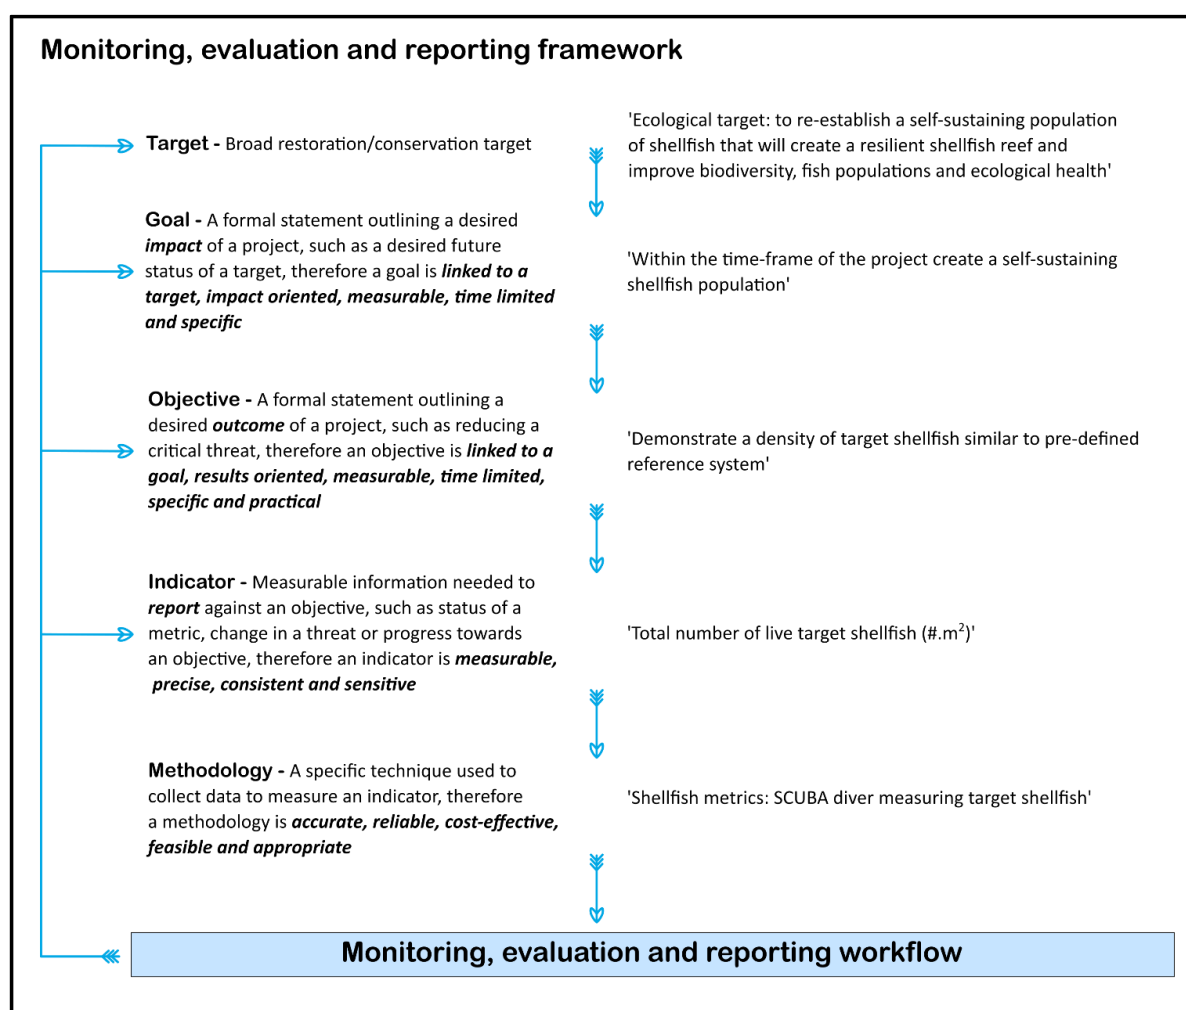 Monitoring, evaluation and reporting framework
Target - Broad restoration/conservation target
'Ecological target: to re-establish a self-sustaining population
of shellfish that will create a resilient shellfish reef and
improve biodiversity, fish populations and ecological health'
Goal - A formal statement outlining a desired
impact of a project, such as a desired future
status of a target, therefore a goal is linked to a
target, impact oriented, measurable, time limited
and specific
'Within the time-frame of the project create a self-sustaining
shellfish population'
Objective - A formal statement outlining a
desired outcome of a project, such as reducing a
critical threat, therefore an objective is linked to a
goal, results oriented, measurable, time limited,
specific and practical
'Demonstrate a density of target shellfish similar to pre-defined
reference system'
Indicator - Measurable information needed to
report against an objective, such as status of a
metric, change in a threat or progress towards
an objective, therefore an indicator is measurable,
precise, consistent and sensitive
'Total number of live target shellfish (#.m²)'
Methodology - A specific technique used to
collect data to measure an indicator, therefore
a methodology is accurate, reliable, cost-effective,
feasible and appropriate
'Shellfish metrics: SCUBA diver measuring target shellfish'
Monitoring, evaluation and reporting workflow